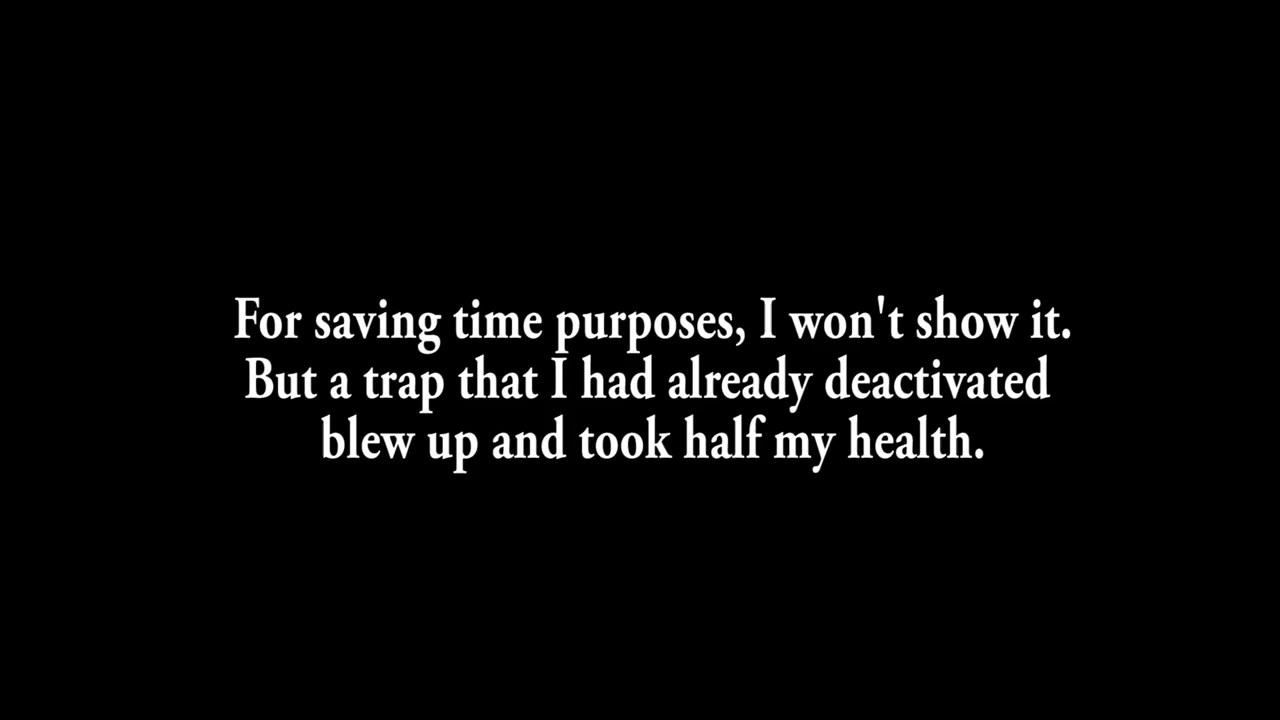 For saving time purposes, I won't show it.
But a trap that I had already deactivated
blew up and took half my health.